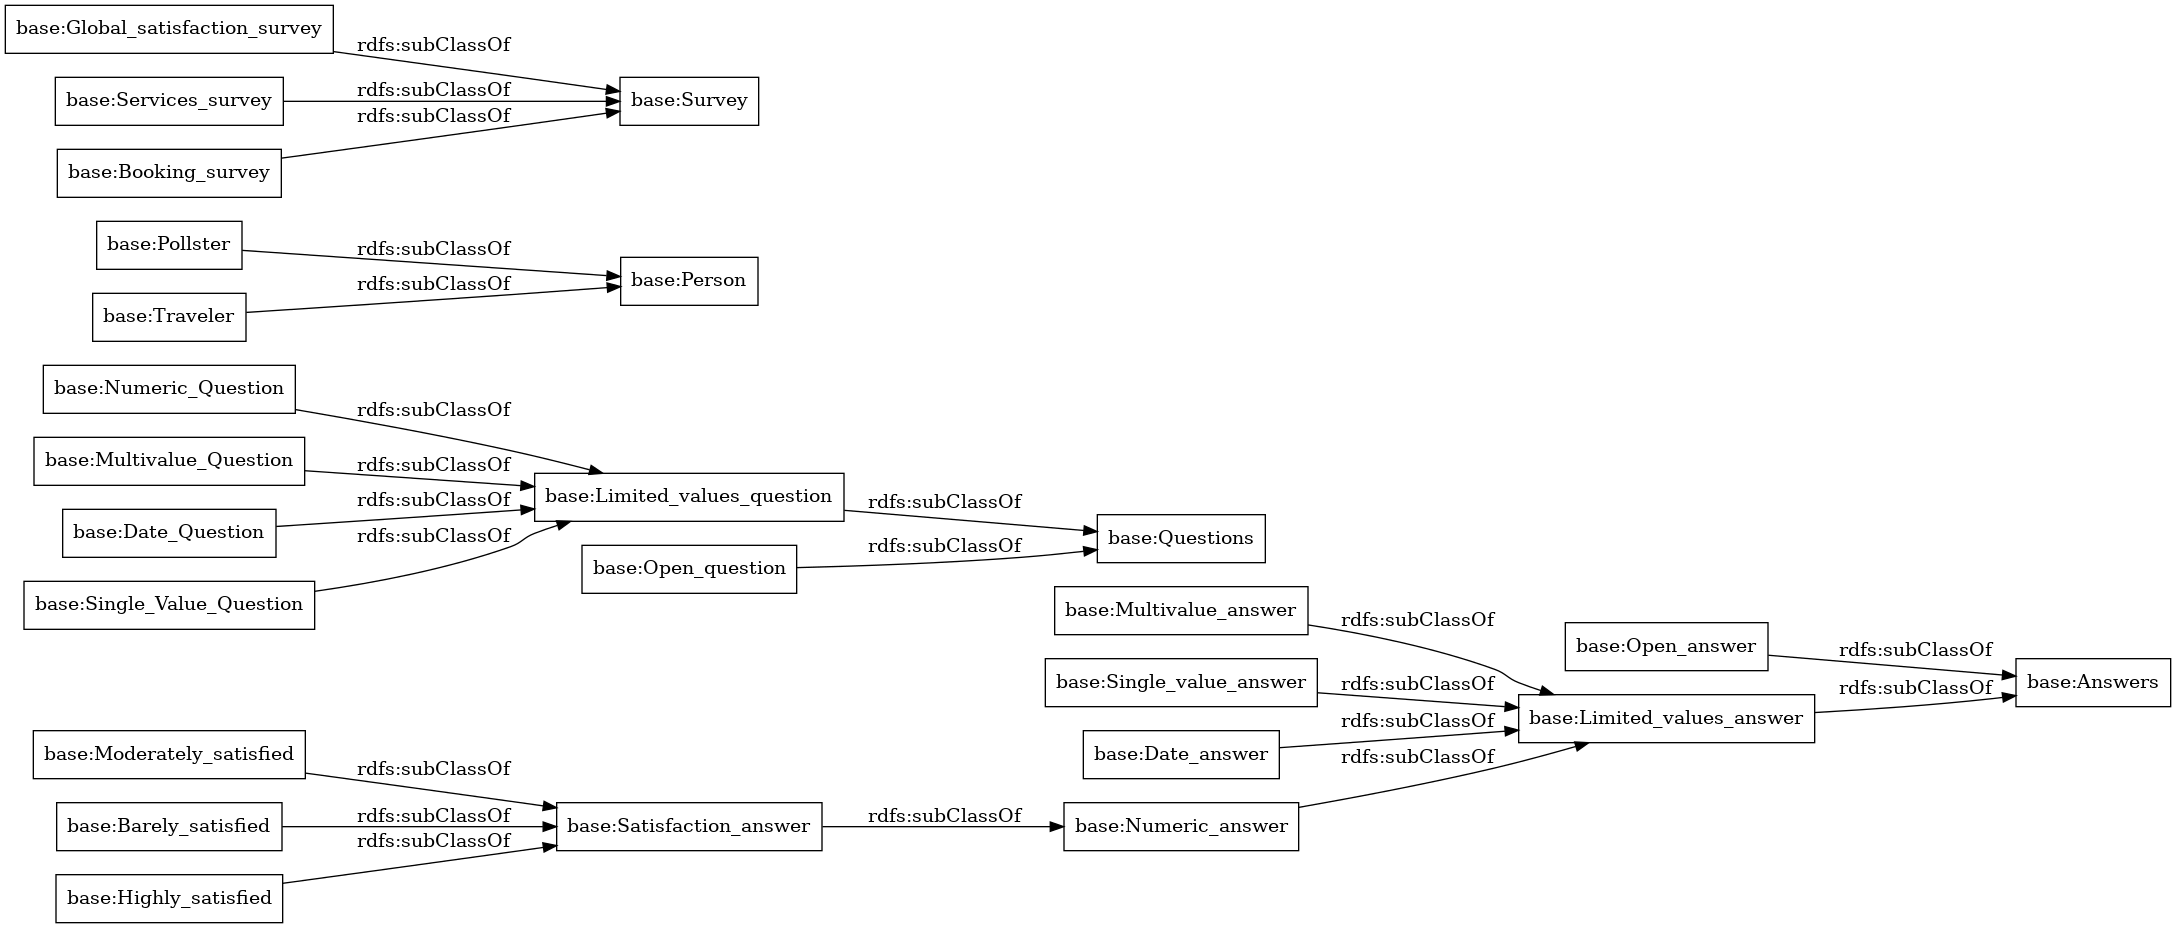 base:Global_satisfaction_survey
rdfs:subClassOf
base:Services_survey
rdfs:subClassOf
base:Survey
rdfs:subClassOf
base:Booking_survey
base:Pollster
rdfs:subClassOf
base:Person
rdfs:subClassOf
base:Traveler
base:Numeric_Question
rdfs:subClassOf
base:Multivalue_Question
rdfs:subClassOf
base:Limited_values_question
rdfs:subClassOf
rdfs:subClassOf
base:Date_Question
rdfs:subClassOf
base:Questions
rdfs:subClassOf
base:Open_question
base:Single_Value_Question
base:Multivalue_answer
rdfs:subClassOf
base:Open_answer
rdfs:subClassOf
base:Single_value_answer
rdfs:subClassOf
base:Answers
rdfs:subClassOf
base:Limited_values_answer
rdfs:subClassOf
base:Date_answer
rdfs:subClassOf
base:Moderately_satisfied
rdfs:subClassOf
base:Barely_satisfied
rdfs:subClassOf
base:Satisfaction_answer
rdfs:subClassOf
base:Numeric_answer
rdfs:subClassOf
base:Highly_satisfied